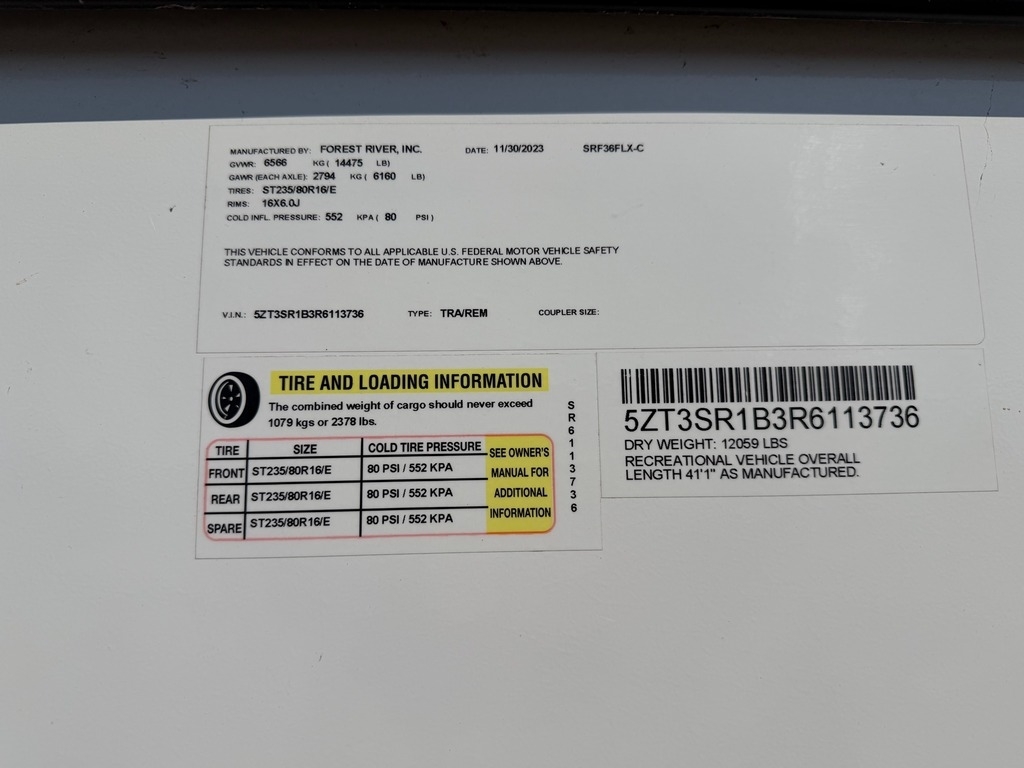 MANUFACTURED BY: FOREST RIVER, INC. DATE: 11/30/2023 SRF36FLX-C
GVWR: 6566 KG ( 14475 LB)
GAWR (EACH AXLE): 2794 KG ( 6160 LB)
TIRES: ST235/80R16/E
RIMS: 16X6.0J
COLD INFL. PRESSURE: 552 KPA ( 80 PSI )
THIS VEHICLE CONFORMS TO ALL APPLICABLE U.S. FEDERAL MOTOR VEHICLE SAFETY
STANDARDS IN EFFECT ON THE DATE OF MANUFACTURE SHOWN ABOVE.
V.I.N.: 5ZT3SR1B3R6113736 TYPE: TRA/REM COUPLER SIZE:
TIRE AND LOADING INFORMATION
The combined weight of cargo should never exceed
1079 kgs or 2378 lbs.
TIRE SIZE COLD TIRE PRESSURE SEE OWNER'S
FRONT ST235/80R16/E 80 PSI / 552 KPA MANUAL FOR
REAR ST235/80R16/E 80 PSI / 552 KPA ADDITIONAL
SPARE ST235/80R16/E 80 PSI / 552 KPA INFORMATION
SR6113736
5ZT3SR1B3R6113736
DRY WEIGHT: 12059 LBS
RECREATIONAL VEHICLE OVERALL
LENGTH 41'1" AS MANUFACTURED.